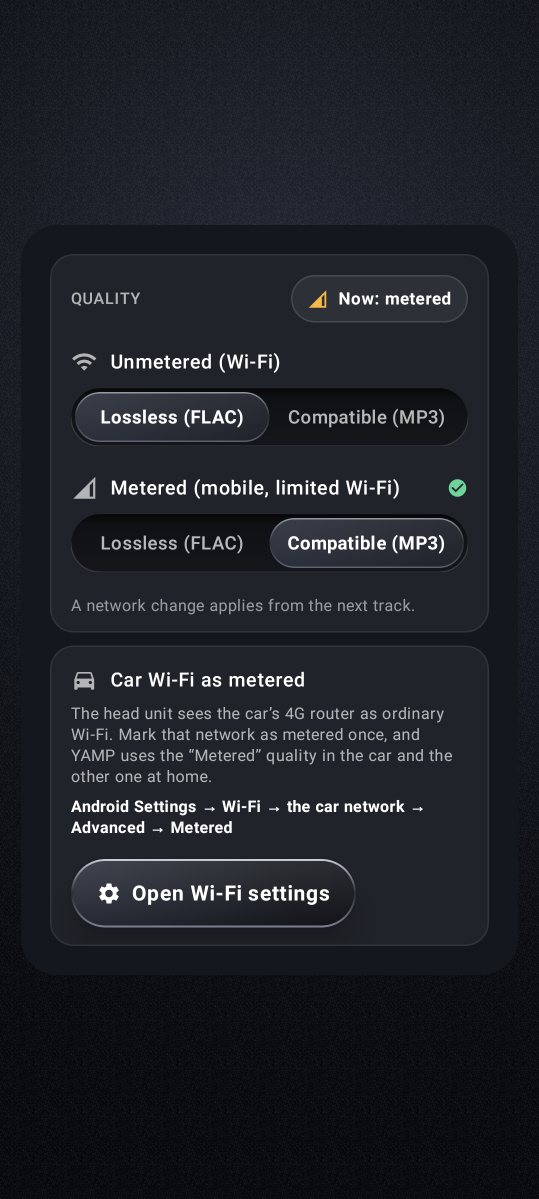 QUALITY
Now: metered
Unmetered (Wi-Fi)
Lossless (FLAC) Compatible (MP3)
Metered (mobile, limited Wi-Fi)
Lossless (FLAC) Compatible (MP3)
A network change applies from the next track.
Car Wi-Fi as metered
The head unit sees the car’s 4G router as ordinary
Wi-Fi. Mark that network as metered once, and
YAMP uses the “Metered” quality in the car and the
other one at home.
Android Settings → Wi-Fi → the car network →
Advanced → Metered
Open Wi-Fi settings